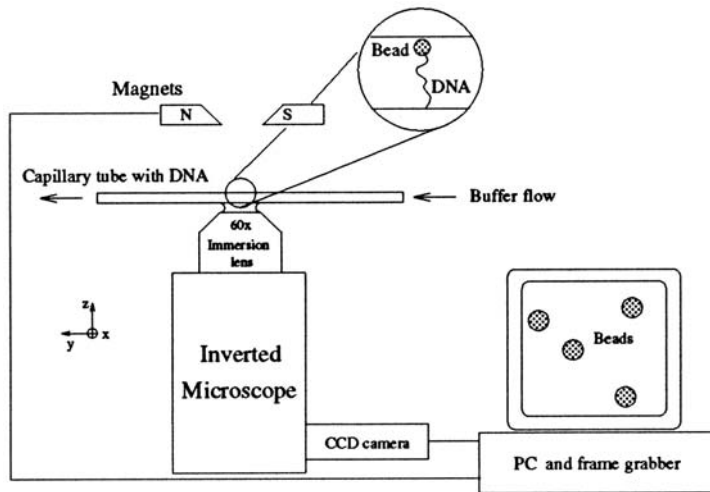 Bead
DNA
Magnets
N
S
Capillary tube with DNA
Buffer flow
60x
Immersion
lens
z
y
x
Inverted
Microscope
Beads
CCD camera
PC and frame grabber